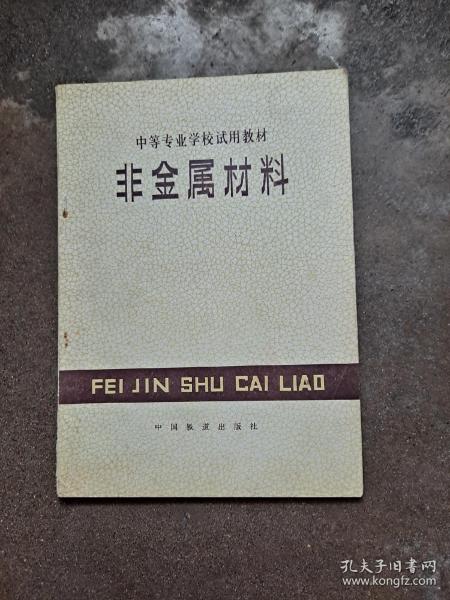 中等专业学校试用教材
非金属材料
FEI JIN SHU CAI LIAO
中国铁道出版社
孔夫子旧书网
www.kongfz.com